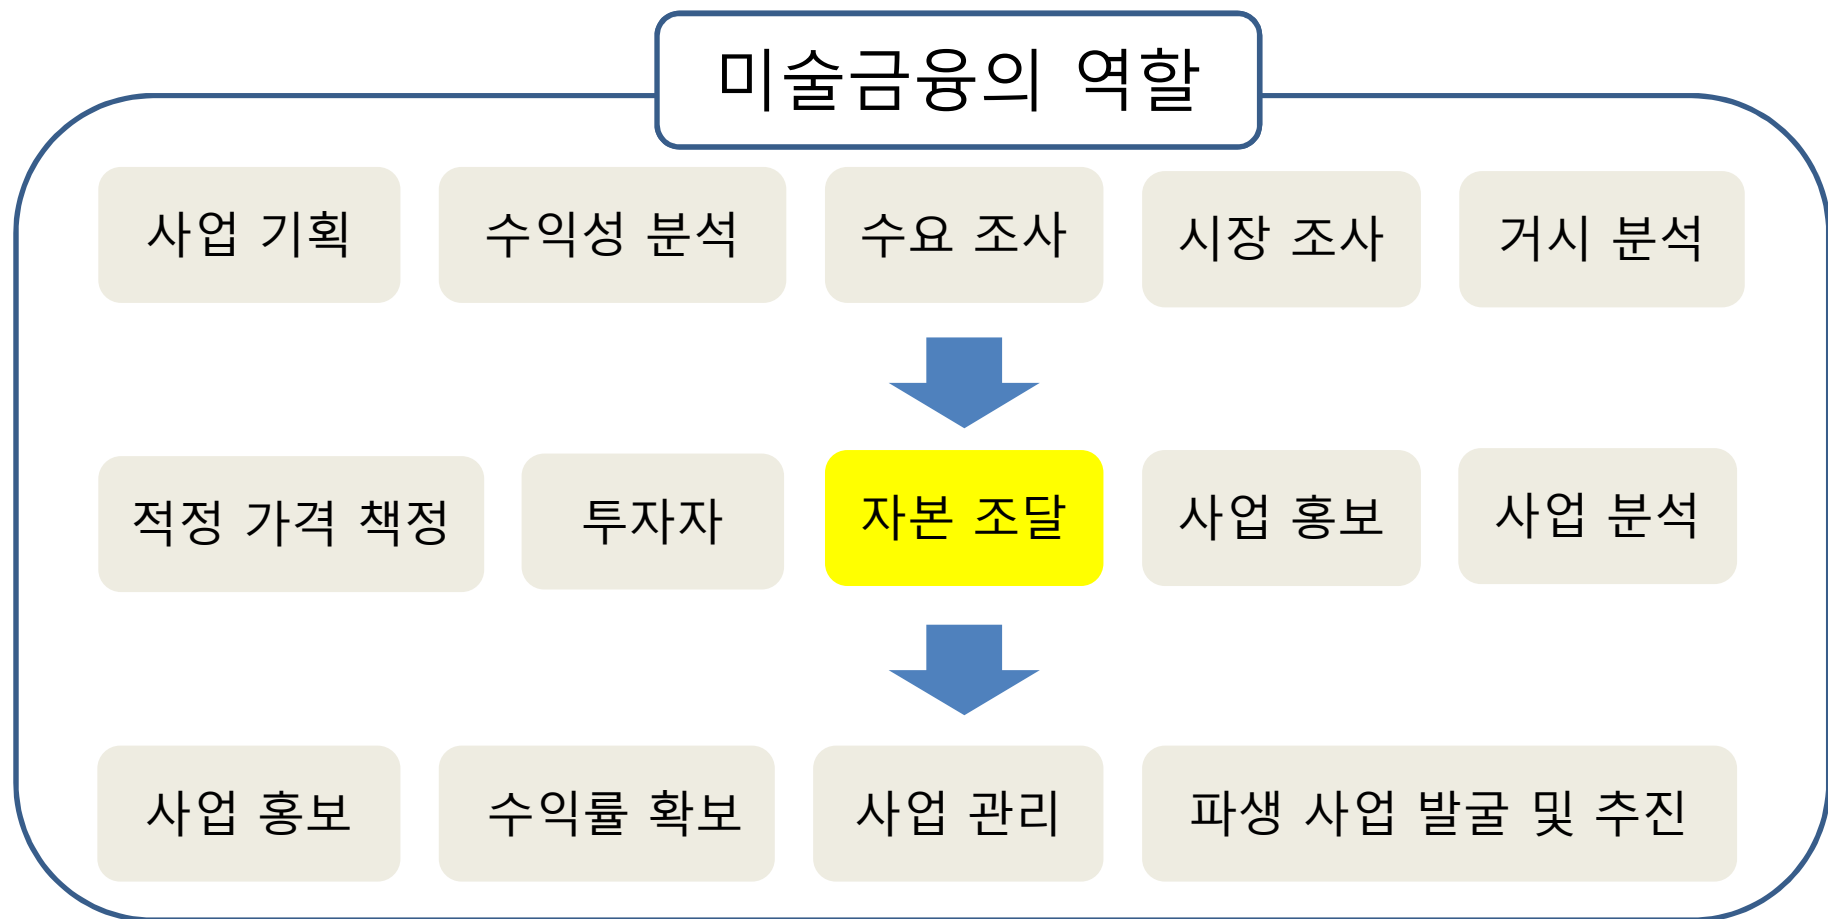 미술금융의 역할
사업 기획
수익성 분석
수요 조사
시장 조사
거시 분석
적정 가격 책정
투자자
자본 조달
사업 홍보
사업 분석
사업 홍보
수익률 확보
사업 관리
파생 사업 발굴 및 추진